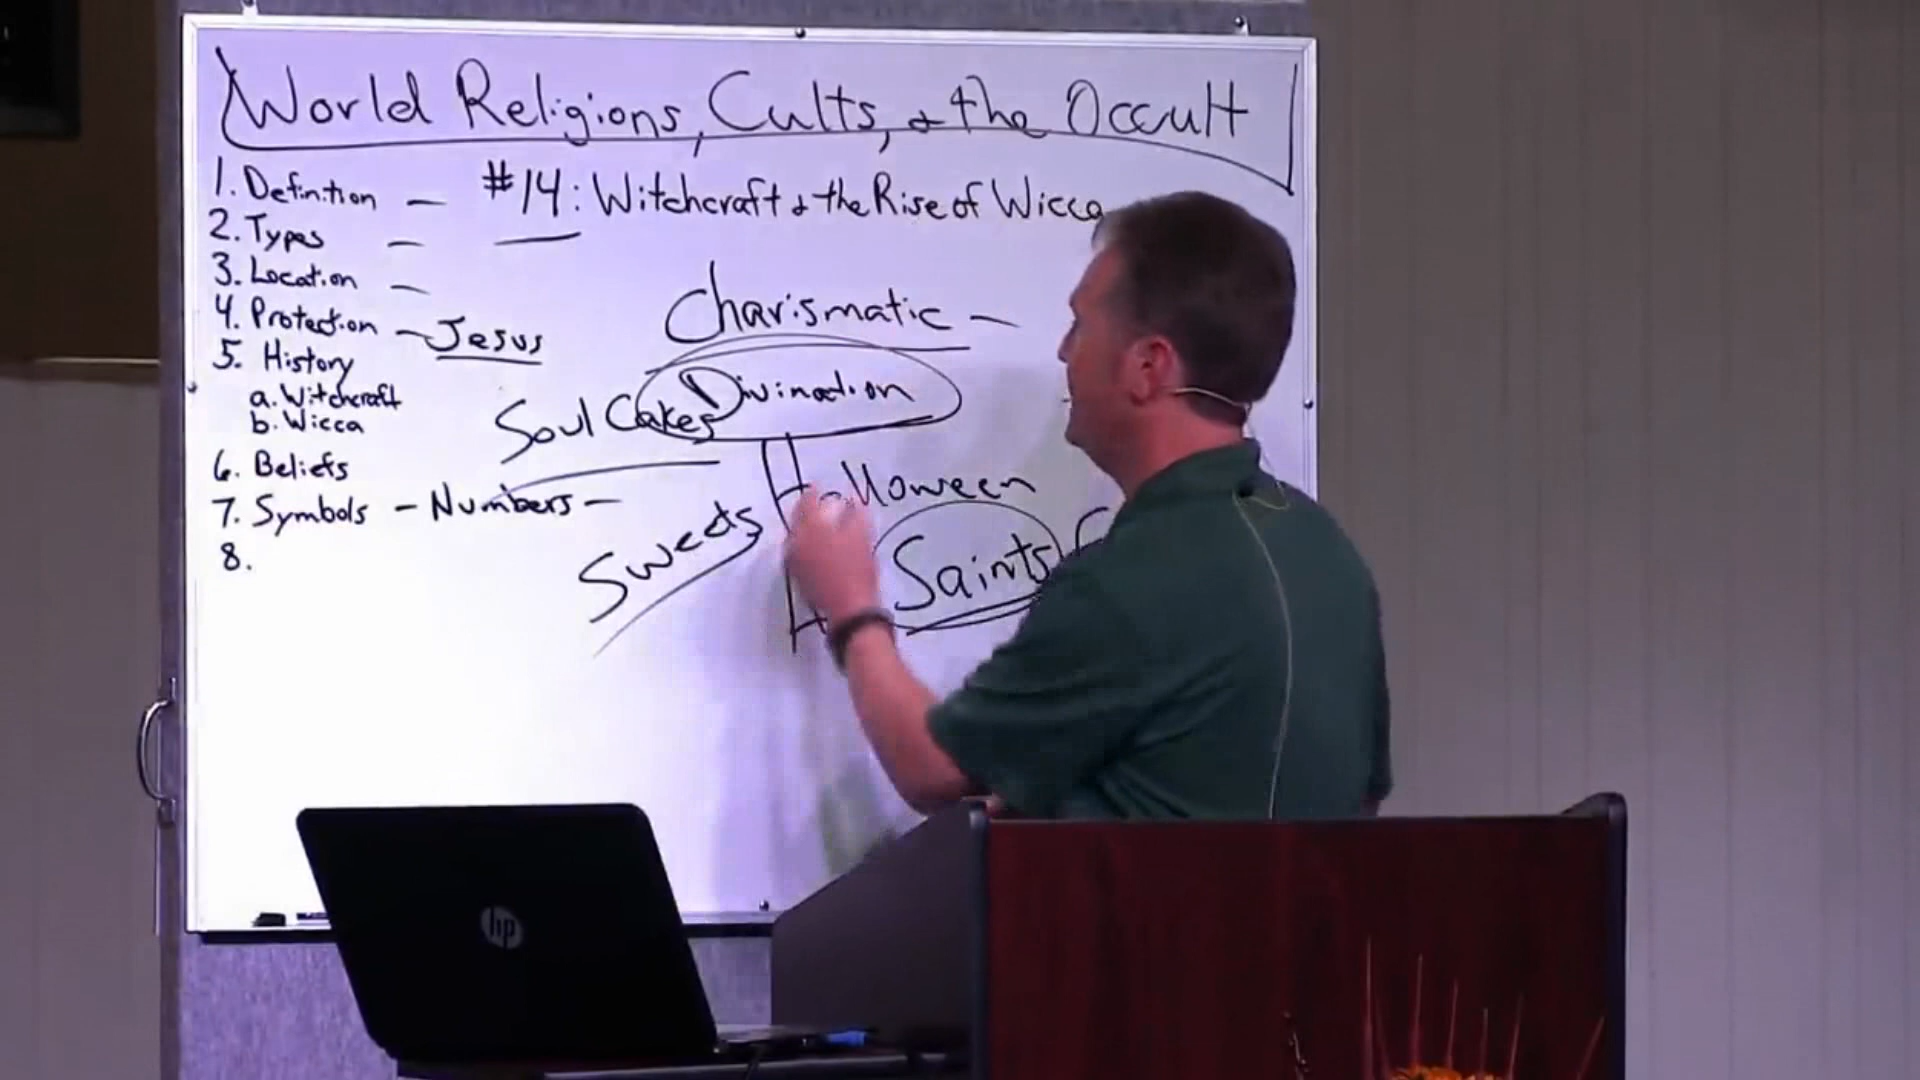 World Religions, Cults, & the Occult
#14: Witchcraft & the Rise of Wicca
1. Definition —
2. Types —
3. Location —
4. Protection — Jesus
5. History
a. Witchcraft
b. Wicca
6. Beliefs
7. Symbols - Numbers -
8.
Charismatic -
Divination
Soul Cakes
Sweets
Saints
hp